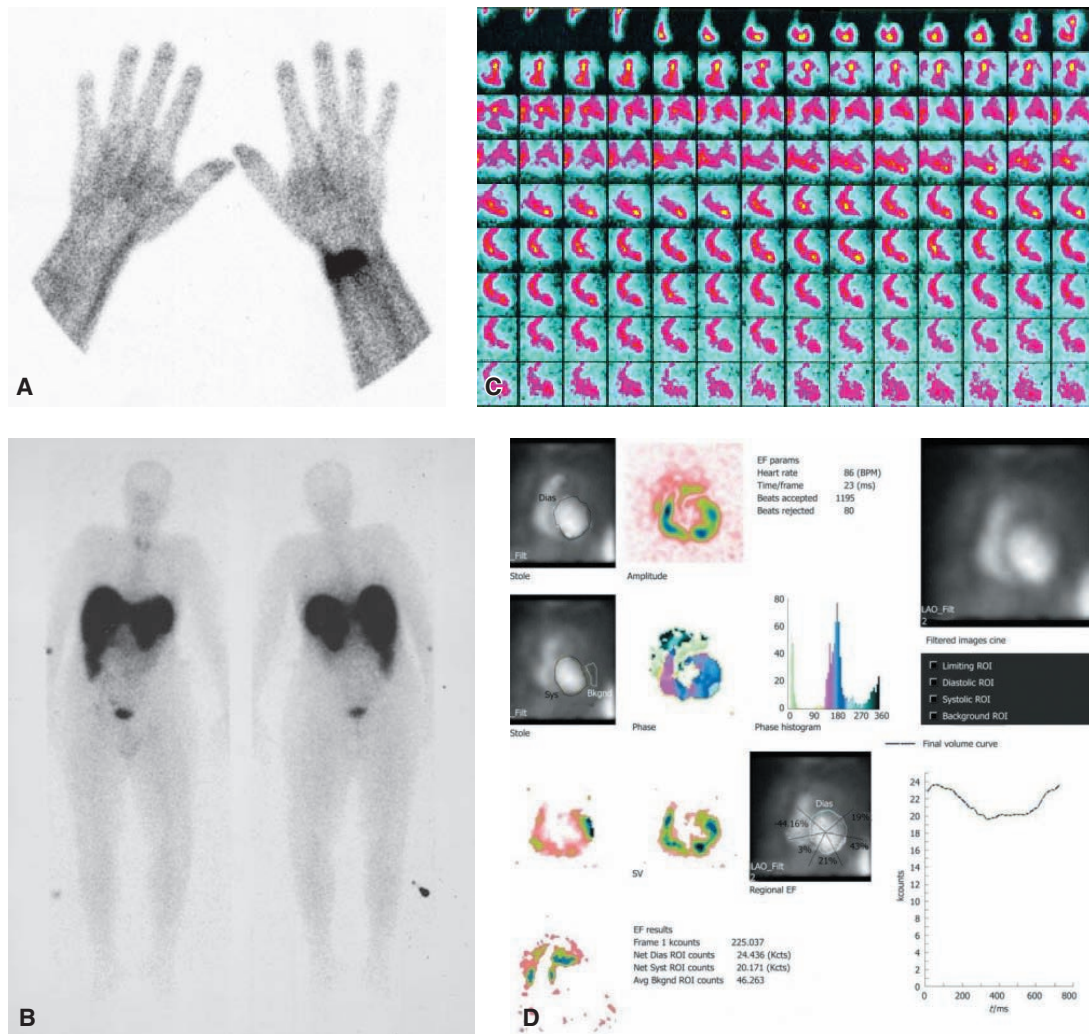 A
C
B
Dias
_Filt
Stole
Amplitude
EF params
Heart rate 86 (BPM)
Time/frame 23 (ms)
Beats accepted 1195
Beats rejected 80
LAO_Filt
2
Filtered images cine
Sys
Bkgnd
_Filt
Stole
Phase
80
60
40
20
0
0 90 180 270 360
Phase histogram
Limiting ROI
Diastolic ROI
Systolic ROI
Background ROI
Final volume curve
SV
Dias
-44.16% 19%
3% 43%
21%
LAO_Filt
2
Regional EF
kcounts
24
22
20
18
16
14
12
10
8
6
4
2
0
0 200 400 600 800
t/ms
EF results
Frame 1 kcounts 225.037
Net Dias ROI counts 24.436 (Kcts)
Net Syst ROI counts 20.171 (Kcts)
Avg Bkgnd ROI counts 46.263
D